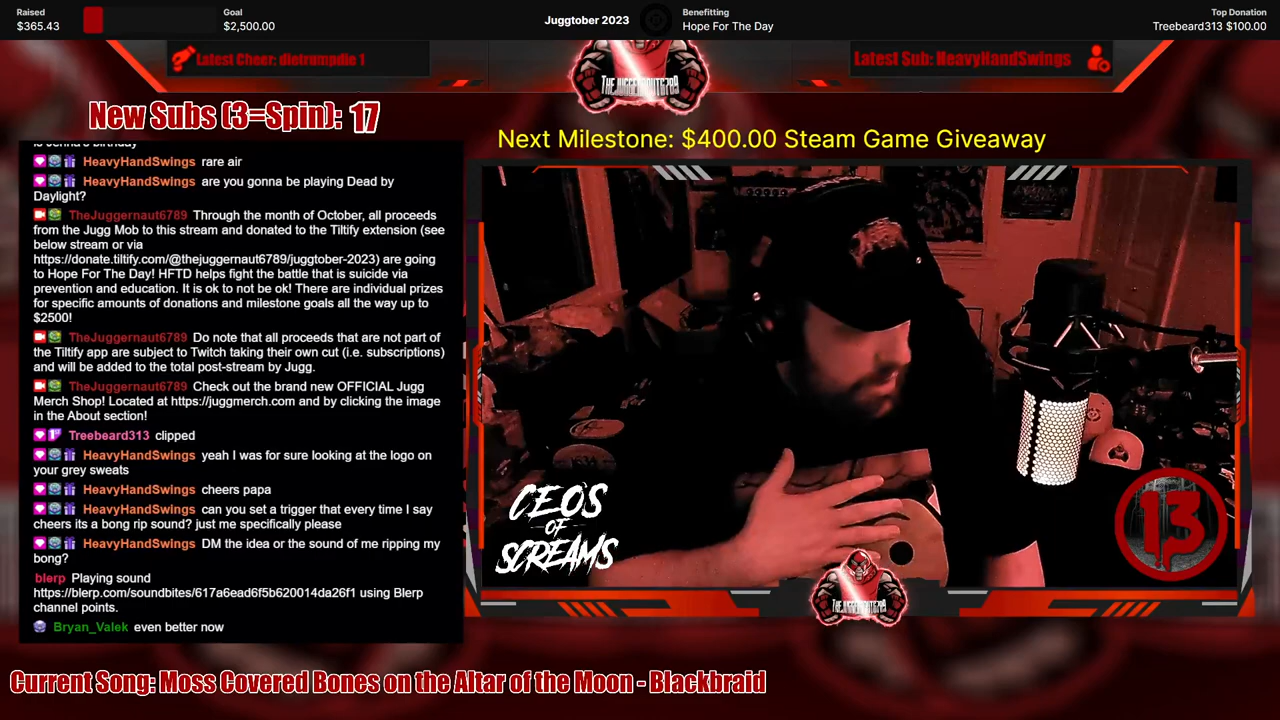 Raised
$365.43
Goal
$2,500.00
Juggtober 2023
Benefitting
Hope For The Day
Top Donation
Treebeard313 $100.00
Latest Cheer: dietrumpdie 1
Latest Sub: HeavyHandSwings
THEJUGGERNAUT6789
New Subs (3=Spin): 17
Next Milestone: $400.00 Steam Game Giveaway
is Jenna's birthday
HeavyHandSwings rare air
HeavyHandSwings are you gonna be playing Dead by
Daylight?
TheJuggernaut6789 Through the month of October, all proceeds
from the Jugg Mob to this stream and donated to the Tiltify extension (see
below stream or via
https://donate.tiltify.com/@thejuggernaut6789/juggtober-2023) are going
to Hope For The Day! HFTD helps fight the battle that is suicide via
prevention and education. It is ok to not be ok! There are individual prizes
for specific amounts of donations and milestone goals all the way up to
$2500!
TheJuggernaut6789 Do note that all proceeds that are not part of
the Tiltify app are subject to Twitch taking their own cut (i.e. subscriptions)
and will be added to the total post-stream by Jugg.
TheJuggernaut6789 Check out the brand new OFFICIAL Jugg
Merch Shop! Located at https://juggmerch.com and by clicking the image
in the About section!
Treebeard313 clipped
HeavyHandSwings yeah I was for sure looking at the logo on
your grey sweats
HeavyHandSwings cheers papa
HeavyHandSwings can you set a trigger that every time I say
cheers its a bong rip sound? just me specifically please
HeavyHandSwings DM the idea or the sound of me ripping my
bong?
blerp Playing sound
https://blerp.com/soundbites/617a6ead6f5b620014da26f1 using Blerp
channel points.
Bryan_Valek even better now
CEO'S
OF
SCREAMS
13
THEJUGGERNAUT6789
Current Song: Moss Covered Bones on the Altar of the Moon - Blackbraid